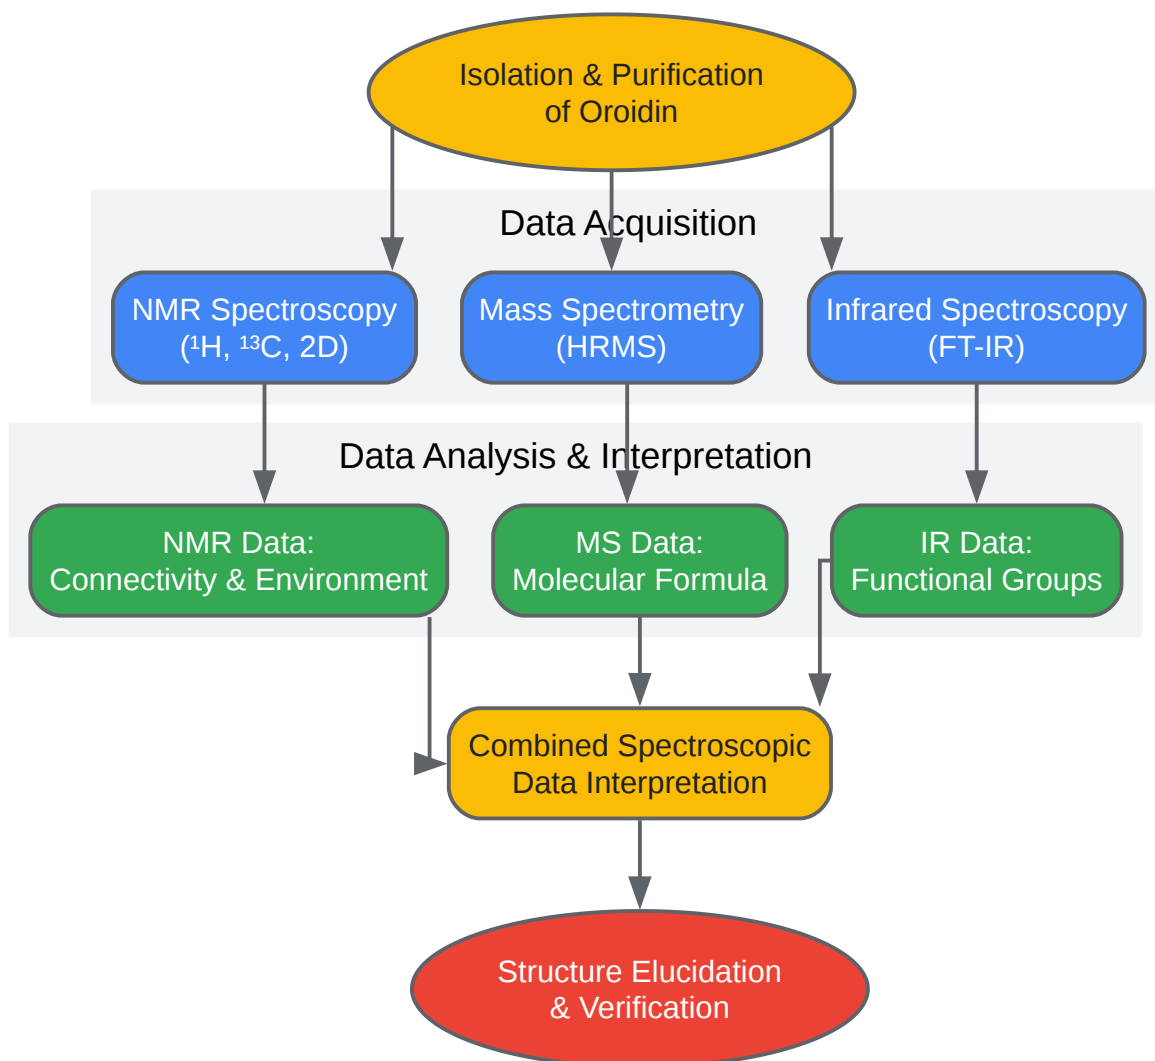 Isolation & Purification
of Oroidin
Data Acquisition
NMR Spectroscopy
(¹H, ¹³C, 2D)
Mass Spectrometry
(HRMS)
Infrared Spectroscopy
(FT-IR)
Data Analysis & Interpretation
NMR Data:
Connectivity & Environment
MS Data:
Molecular Formula
IR Data:
Functional Groups
Combined Spectroscopic
Data Interpretation
Structure Elucidation
& Verification